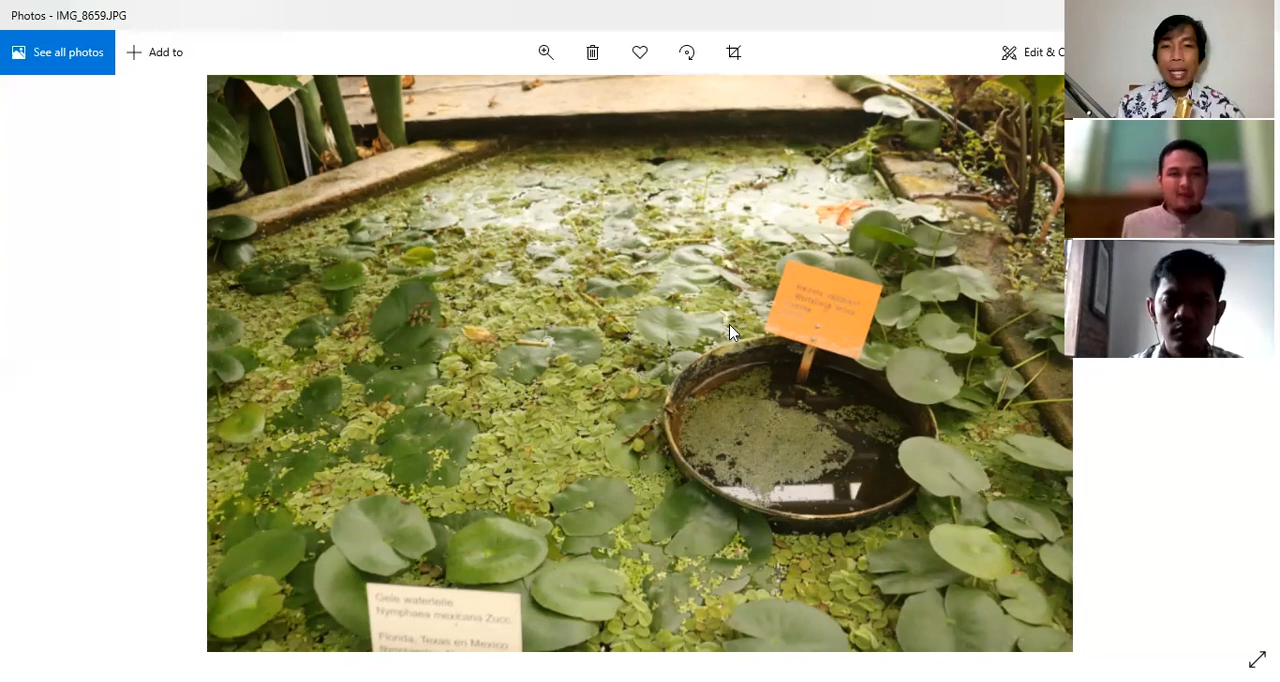 Photos - IMG_8659.JPG
See all photos
Add to
Edit & C
Gele waterlelie
Nymphaea mexicana Zucc.
Florida, Texas en Mexico